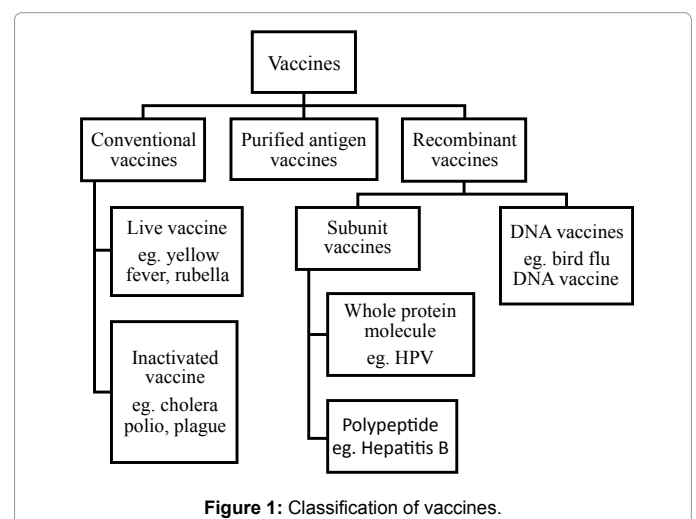 Vaccines
Conventional
vaccines
Purified antigen
vaccines
Recombinant
vaccines
Live vaccine
eg. yellow
fever, rubella
Inactivated
vaccine
eg. cholera
polio, plague
Subunit
vaccines
Whole protein
molecule
eg. HPV
Polypeptide
eg. Hepatitis B
DNA vaccines
eg. bird flu
DNA vaccine
Figure 1: Classification of vaccines.